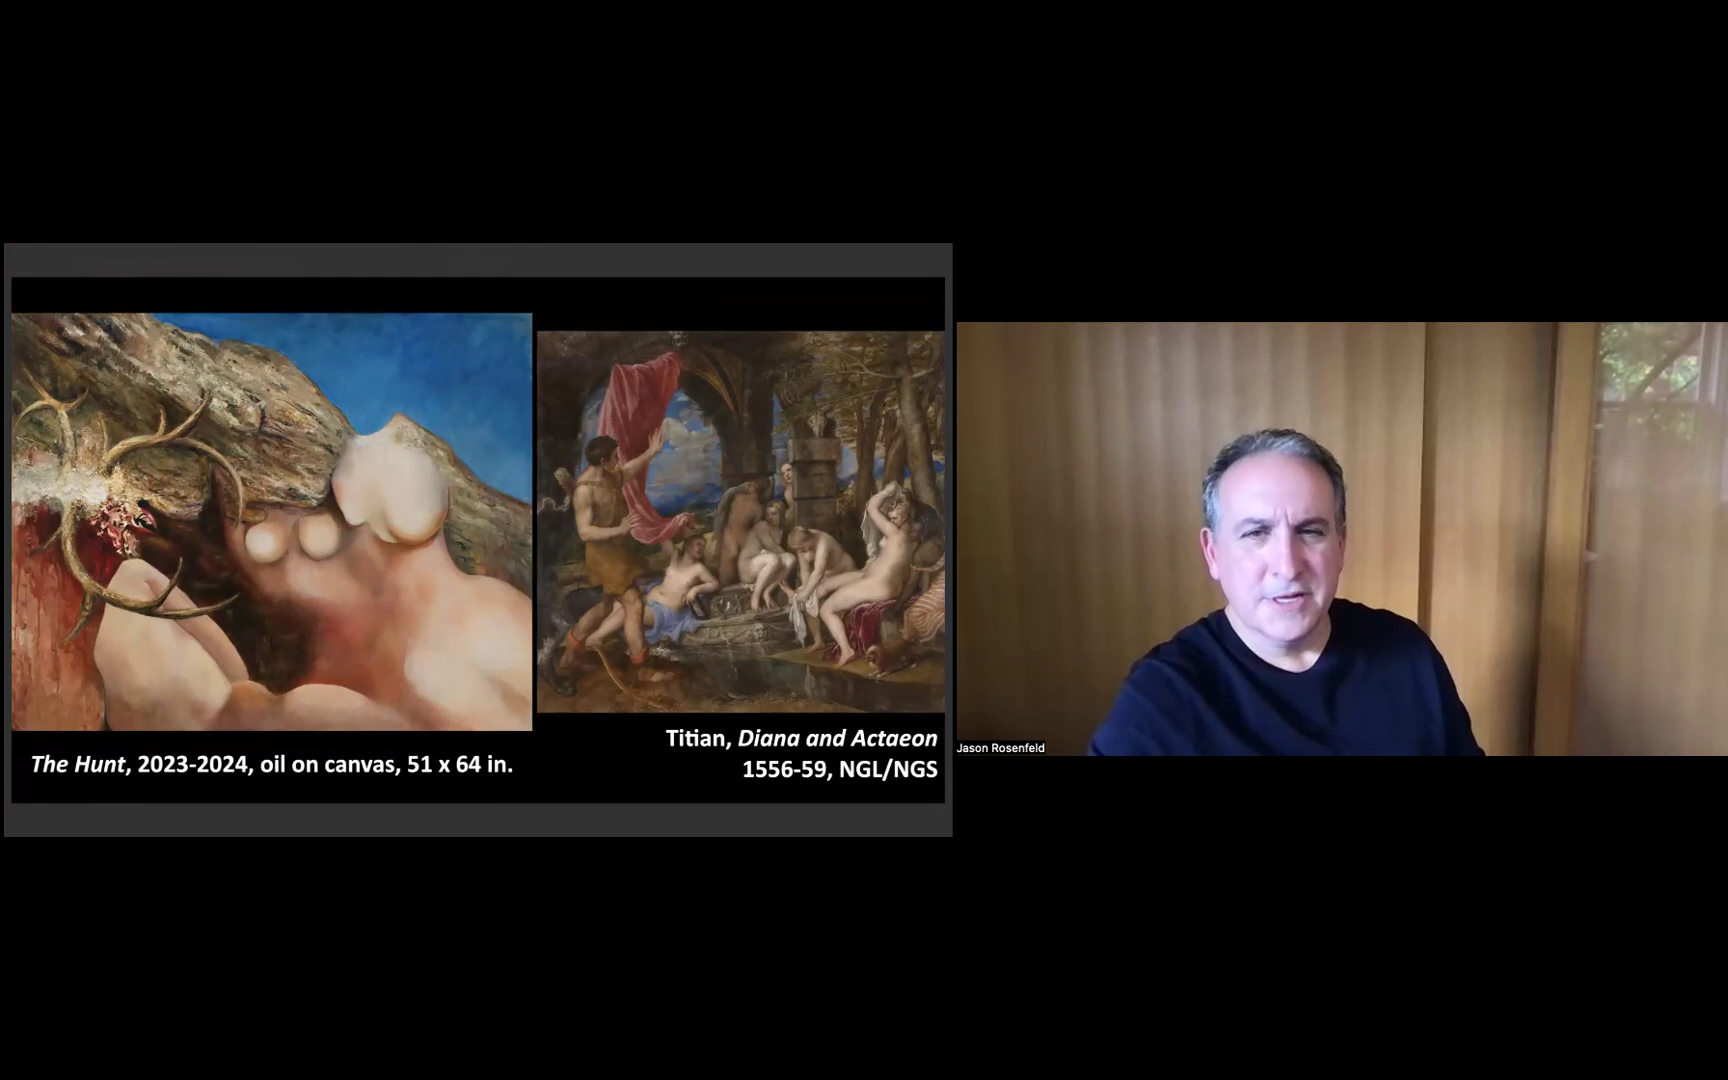 The Hunt, 2023-2024, oil on canvas, 51 x 64 in.
Titian, Diana and Actaeon
1556-59, NGL/NGS
Jason Rosenfeld